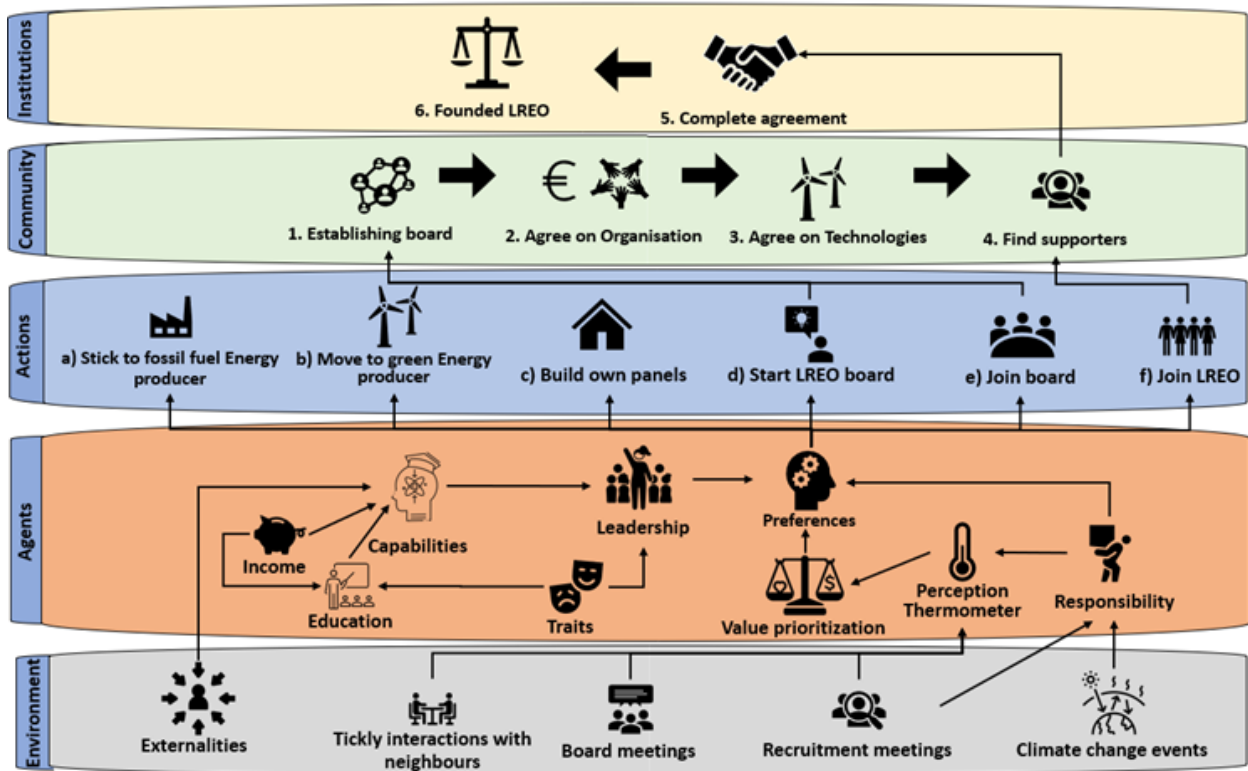 Institutions
6. Founded LREO
5. Complete agreement
Community
€
1. Establishing board
2. Agree on Organisation
3. Agree on Technologies
4. Find supporters
Actions
a) Stick to fossil fuel Energy
producer
b) Move to green Energy
producer
c) Build own panels
d) Start LREO board
e) Join board
f) Join LREO
Agents
Income
Capabilities
Education
Leadership
Traits
Preferences
$
Value prioritization
Perception
Thermometer
Responsibility
Environment
Externalities
Tickly interactions with
neighbours
Board meetings
Recruitment meetings
Climate change events